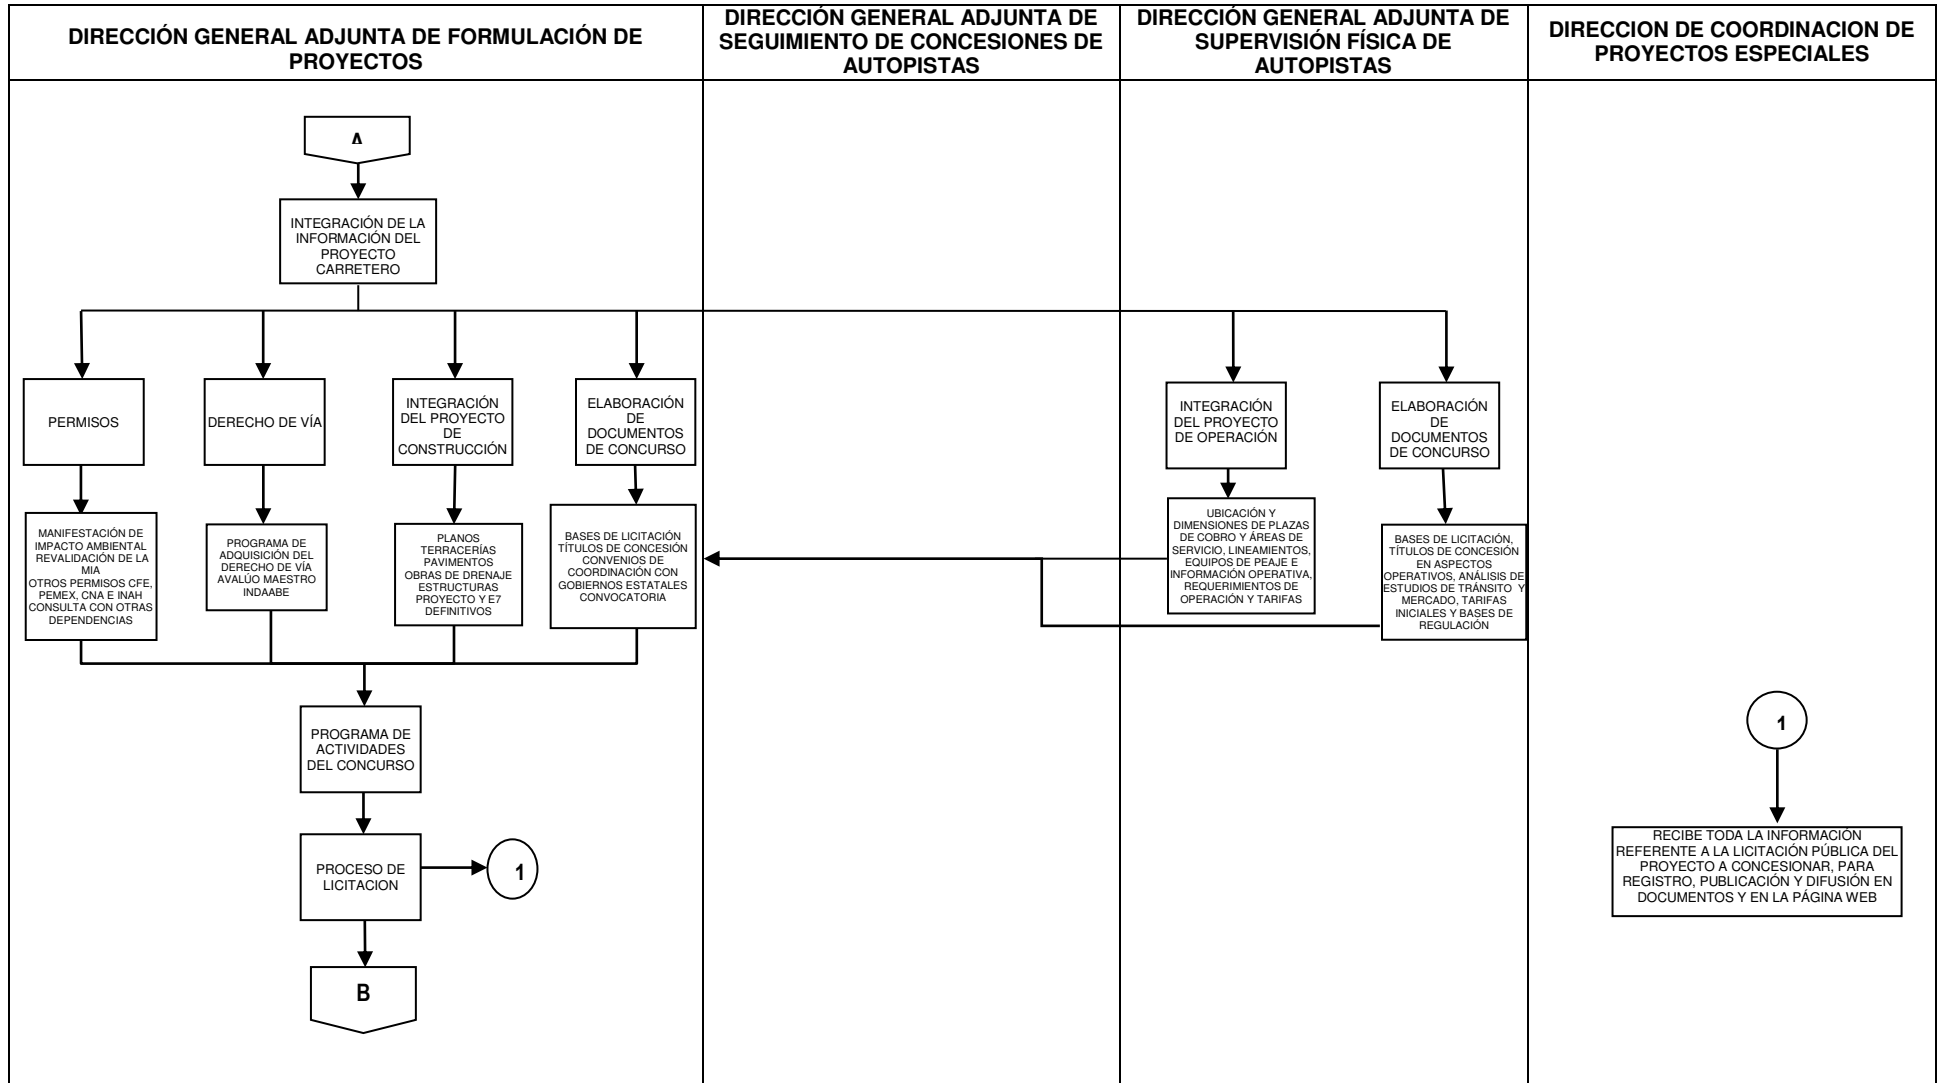 DIRECCIÓN GENERAL ADJUNTA DE FORMULACIÓN DE
PROYECTOS
DIRECCIÓN GENERAL ADJUNTA DE
SEGUIMIENTO DE CONCESIONES DE
AUTOPISTAS
DIRECCIÓN GENERAL ADJUNTA DE
SUPERVISIÓN FÍSICA DE
AUTOPISTAS
DIRECCION DE COORDINACION DE
PROYECTOS ESPECIALES
A
INTEGRACIÓN DE LA
INFORMACIÓN DEL
PROYECTO
CARRETERO
PERMISOS
DERECHO DE VÍA
INTEGRACIÓN
DEL PROYECTO
DE
CONSTRUCCIÓN
ELABORACIÓN
DE
DOCUMENTOS
DE CONCURSO
INTEGRACIÓN
DEL PROYECTO
DE OPERACIÓN
ELABORACIÓN
DE
DOCUMENTOS
DE CONCURSO
MANIFESTACIÓN DE
IMPACTO AMBIENTAL
REVALIDACIÓN DE LA
MIA
OTROS PERMISOS CFE,
PEMEX, CNA E INAH
CONSULTA CON OTRAS
DEPENDENCIAS
PROGRAMA DE
ADQUISICIÓN DEL
DERECHO DE VÍA
AVALÚO MAESTRO
INDAABE
PLANOS
TERRACERÍAS
PAVIMENTOS
OBRAS DE DRENAJE
ESTRUCTURAS
PROYECTO Y E7
DEFINITIVOS
BASES DE LICITACIÓN
TÍTULOS DE CONCESIÓN
CONVENIOS DE
COORDINACIÓN CON
GOBIERNOS ESTATALES
CONVOCATORIA
UBICACIÓN Y
DIMENSIONES DE PLAZAS
DE COBRO Y ÁREAS DE
SERVICIO, LINEAMIENTOS,
EQUIPOS DE PEAJE E
INFORMACIÓN OPERATIVA,
REQUERIMIENTOS DE
OPERACIÓN Y TARIFAS
BASES DE LICITACIÓN,
TÍTULOS DE CONCESIÓN
EN ASPECTOS
OPERATIVOS, ANÁLISIS DE
ESTUDIOS DE TRÁNSITO Y
MERCADO, TARIFAS
INICIALES Y BASES DE
REGULACIÓN
PROGRAMA DE
ACTIVIDADES
DEL CONCURSO
PROCESO DE
LICITACION
1
B
1
RECIBE TODA LA INFORMACIÓN
REFERENTE A LA LICITACIÓN PÚBLICA DEL
PROYECTO A CONCESIONAR, PARA
REGISTRO, PUBLICACIÓN Y DIFUSIÓN EN
DOCUMENTOS Y EN LA PÁGINA WEB